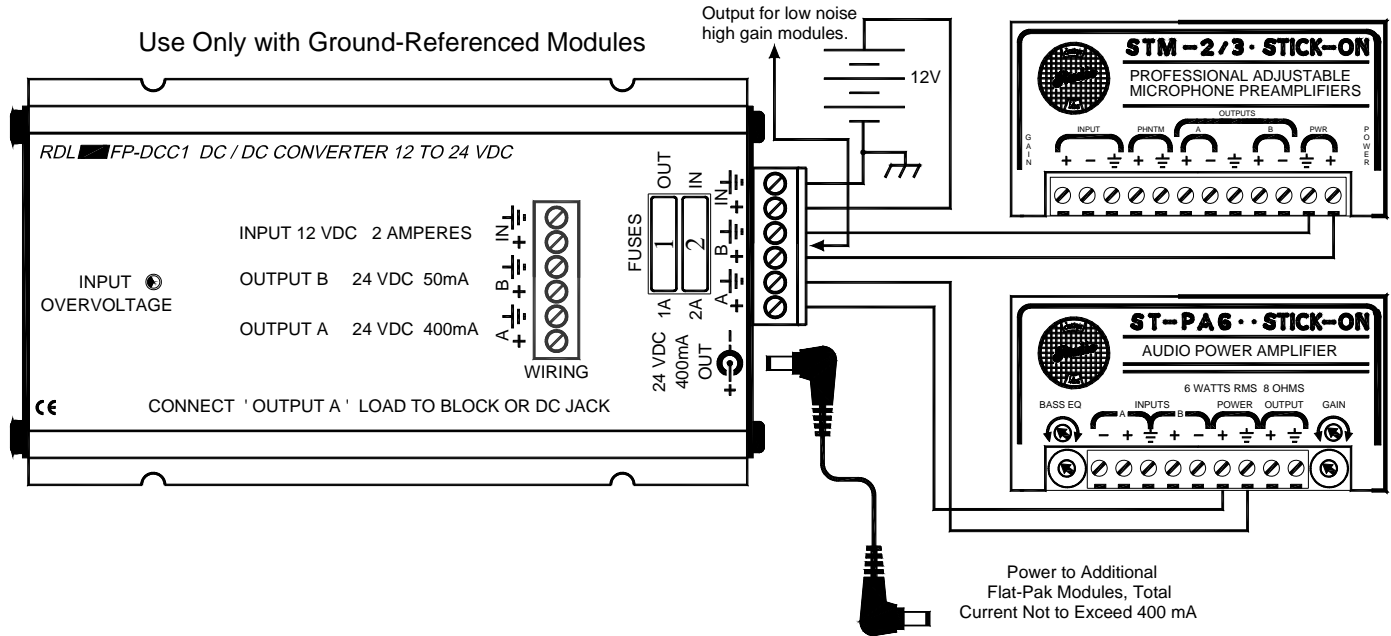 Output for low noise
high gain modules.
Use Only with Ground-Referenced Modules
12V
RDL FP-DCC1 DC / DC CONVERTER 12 TO 24 VDC
INPUT 12 VDC 2 AMPERES
OUTPUT B 24 VDC 50mA
OUTPUT A 24 VDC 400mA
INPUT
OVERVOLTAGE
IN
+
B
+
A
+
WIRING
CE
CONNECT ' OUTPUT A ' LOAD TO BLOCK OR DC JACK
FUSES
OUT
IN
1
2
1A
2A
24 VDC
400mA
OUT
- +
IN
+
B
+
A
+
STM-2/3 · STICK-ON
PROFESSIONAL ADJUSTABLE
MICROPHONE PREAMPLIFIERS
OUTPUTS
INPUT PHNTM A B PWR
GAIN
POWER
+ - + + - + - +
ST-PA6 ·· STICK-ON
AUDIO POWER AMPLIFIER
6 WATTS RMS 8 OHMS
BASS EQ INPUTS POWER OUTPUT GAIN
A B
- + + - + +
Power to Additional
Flat-Pak Modules, Total
Current Not to Exceed 400 mA